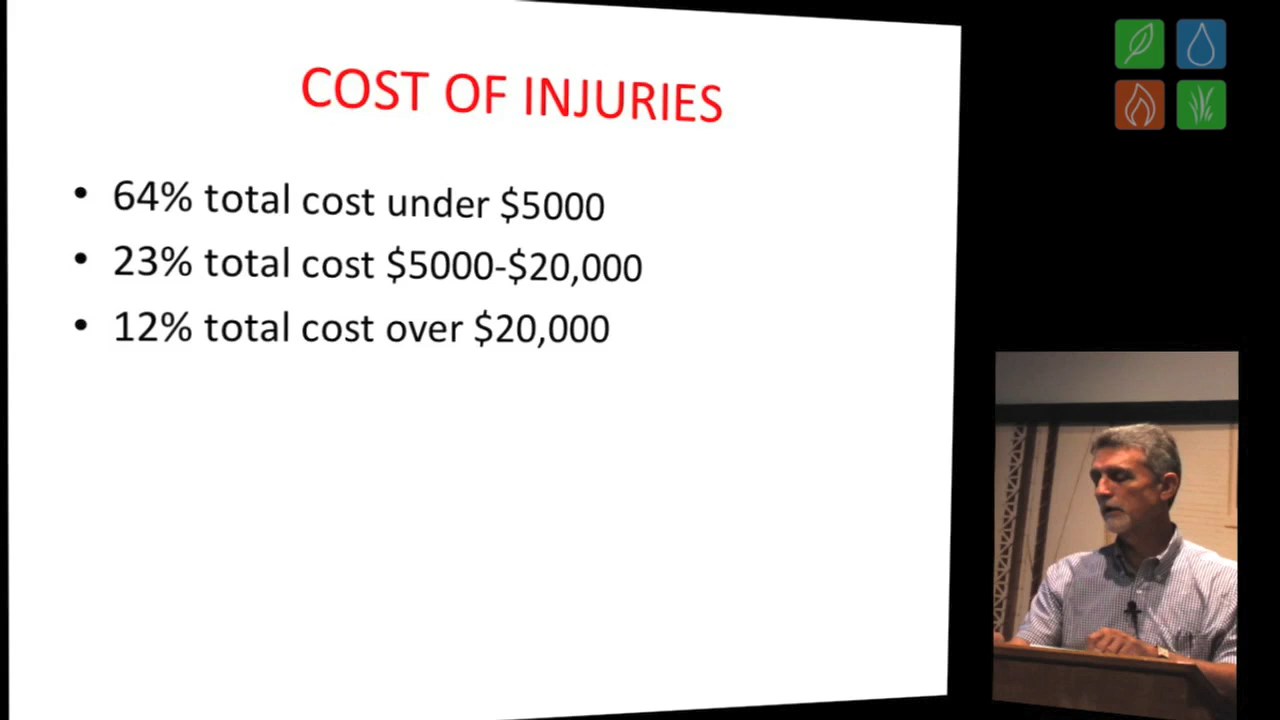 COST OF INJURIES
• 64% total cost under $5000
• 23% total cost $5000-$20,000
• 12% total cost over $20,000